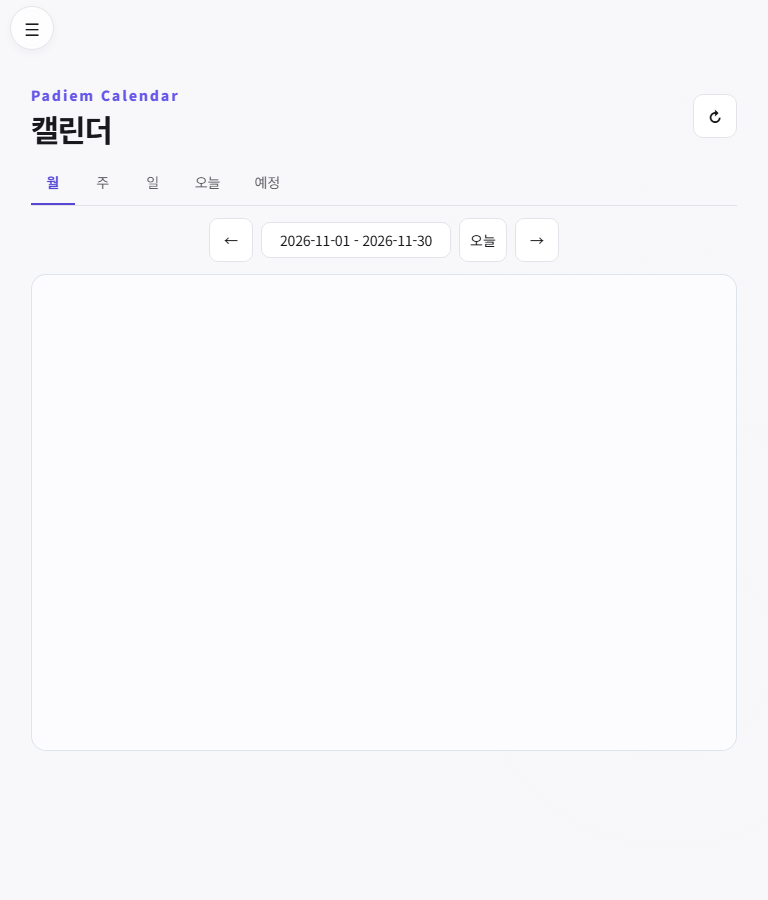 ☰
Padiem Calendar
캘린더
↻
월 주 일 오늘 예정
← 2026-11-01 - 2026-11-30 오늘 →